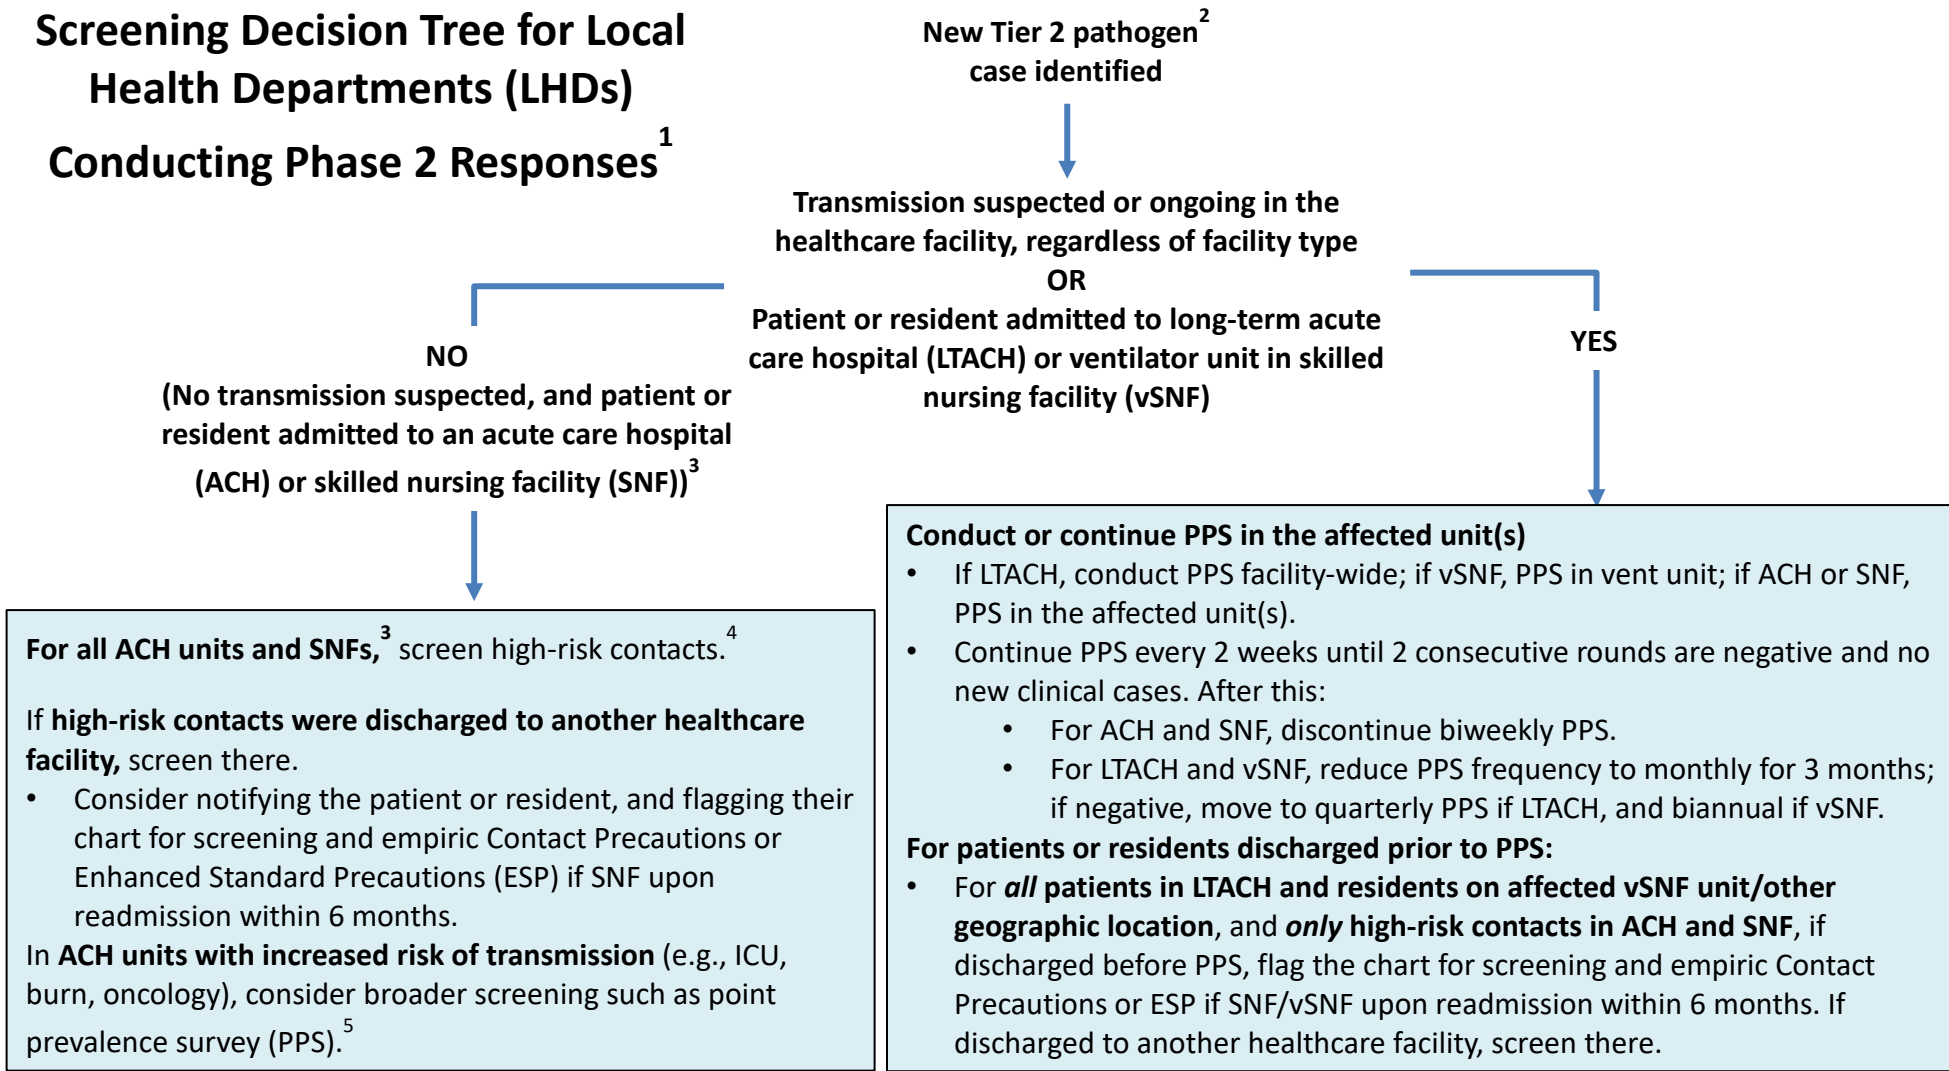 Screening Decision Tree for Local
Health Departments (LHDs)
Conducting Phase 2 Responses1
New Tier 2 pathogen2
case identified
Transmission suspected or ongoing in the
healthcare facility, regardless of facility type
OR
Patient or resident admitted to long-term acute
care hospital (LTACH) or ventilator unit in skilled
nursing facility (vSNF)
NO
(No transmission suspected, and patient or
resident admitted to an acute care hospital
(ACH) or skilled nursing facility (SNF))3
YES
For all ACH units and SNFs,3 screen high-risk contacts.4
If high-risk contacts were discharged to another healthcare
facility, screen there.
• Consider notifying the patient or resident, and flagging their
chart for screening and empiric Contact Precautions or
Enhanced Standard Precautions (ESP) if SNF upon
readmission within 6 months.
In ACH units with increased risk of transmission (e.g., ICU,
burn, oncology), consider broader screening such as point
prevalence survey (PPS).5
Conduct or continue PPS in the affected unit(s)
• If LTACH, conduct PPS facility-wide; if vSNF, PPS in vent unit; if ACH or SNF,
PPS in the affected unit(s).
• Continue PPS every 2 weeks until 2 consecutive rounds are negative and no
new clinical cases. After this:
• For ACH and SNF, discontinue biweekly PPS.
• For LTACH and vSNF, reduce PPS frequency to monthly for 3 months;
if negative, move to quarterly PPS if LTACH, and biannual if vSNF.
For patients or residents discharged prior to PPS:
• For all patients in LTACH and residents on affected vSNF unit/other
geographic location, and only high-risk contacts in ACH and SNF, if
discharged before PPS, flag the chart for screening and empiric Contact
Precautions or ESP if SNF/vSNF upon readmission within 6 months. If
discharged to another healthcare facility, screen there.